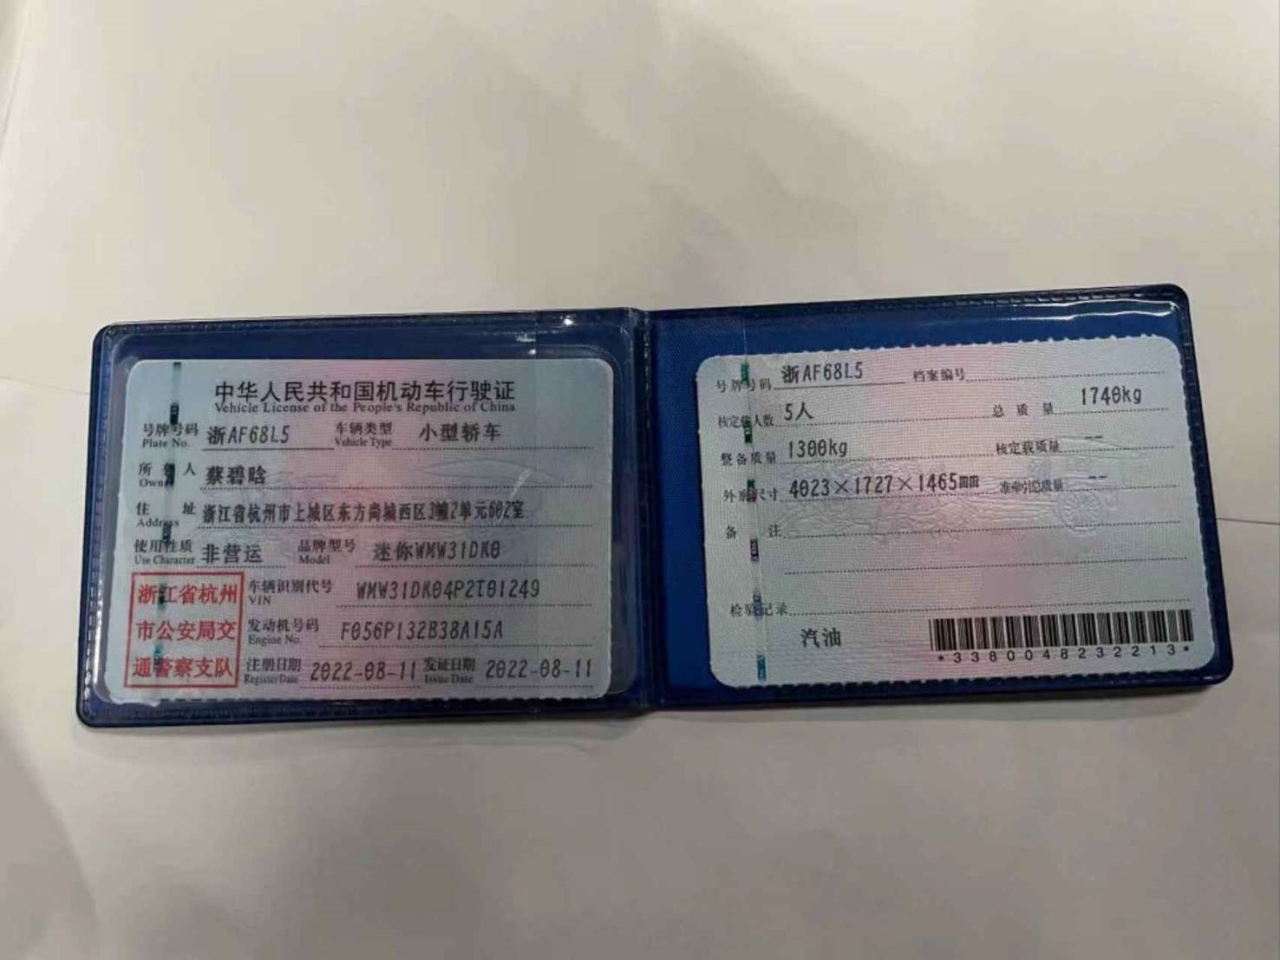 中华人民共和国机动车行驶证
Vehicle License of the People's Republic of China
号牌号码 浙AF68L5 车辆类型 小型轿车
Plate No. Vehicle Type
所有人 蔡碧晗
Owner
住址 浙江省杭州市上城区东方尚城西区3幢2单元602室
Address
使用性质 非营运 品牌型号 迷你WMW31DK0
Use Character Model
浙江省杭州
市公安局交
通警察支队
车辆识别代号 WMW31DK04P2T01249
VIN
发动机号码 F056P132B38A15A
Engine No.
注册日期 2022-08-11 发证日期 2022-08-11
Register Date Issue Date
号牌号码 浙AF68L5 档案编号
核定载人数 5人 总质量 1740kg
整备质量 1300kg 核定载质量 --
外廓尺寸 4023×1727×1465mm 准牵引总质量 --
备注
检验记录
汽油
*3380048232213*